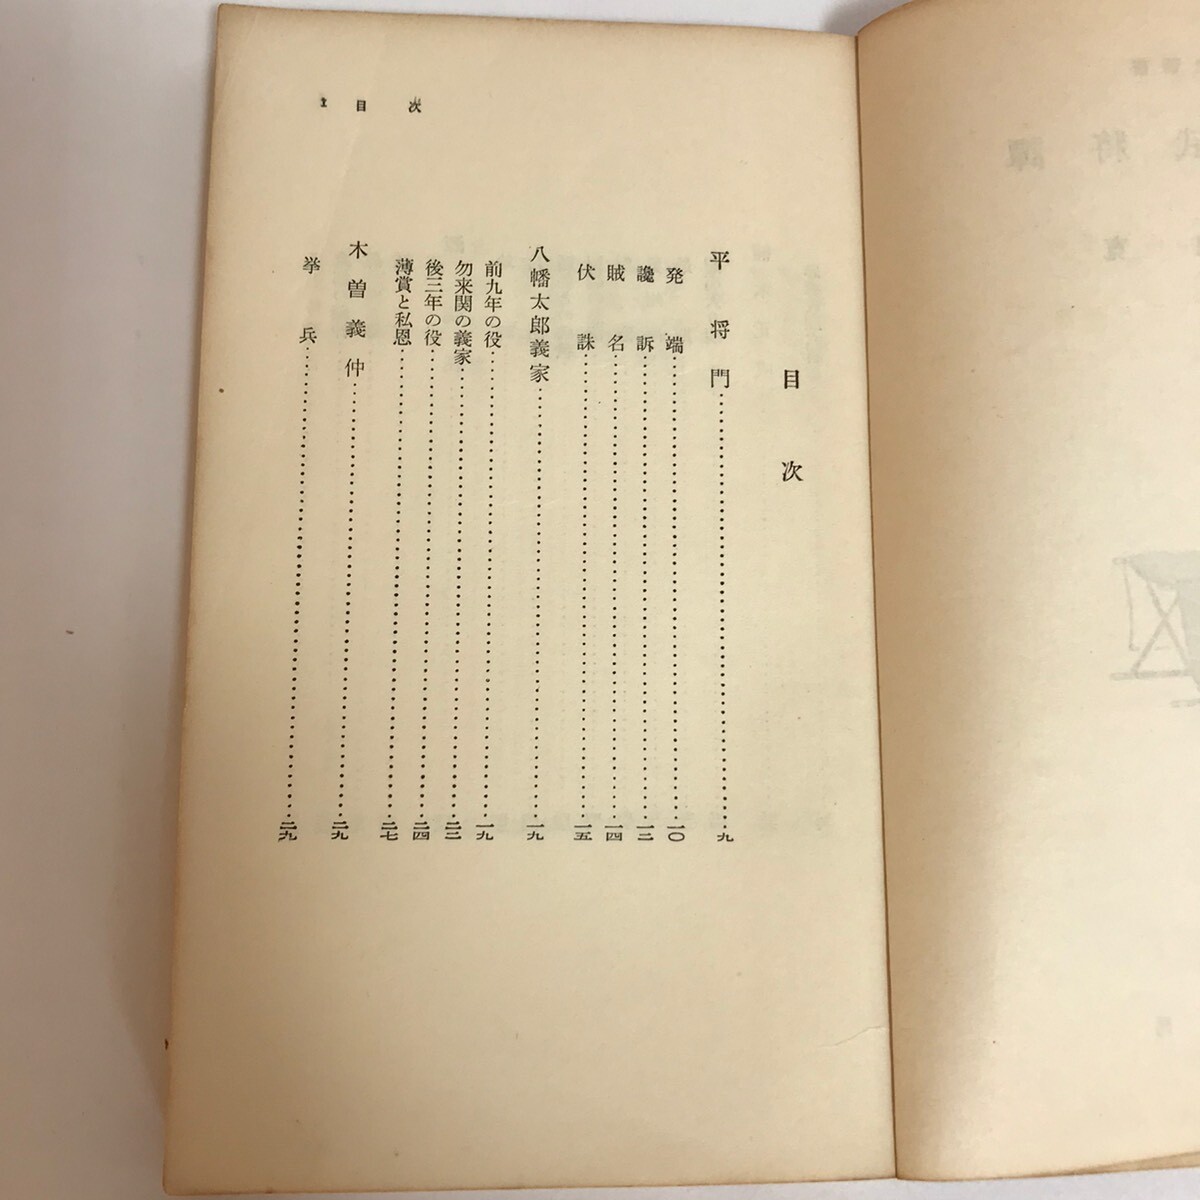 目次
平将門……九
発端……一〇
讒訴……一二
賊名……一四
伏誅……一五
八幡太郎義家……一九
前九年の役……一九
勿来関の義家……二二
後三年の役……二四
薄賞と私恩……二七
木曽義仲……二九
挙兵……二九
1 目次